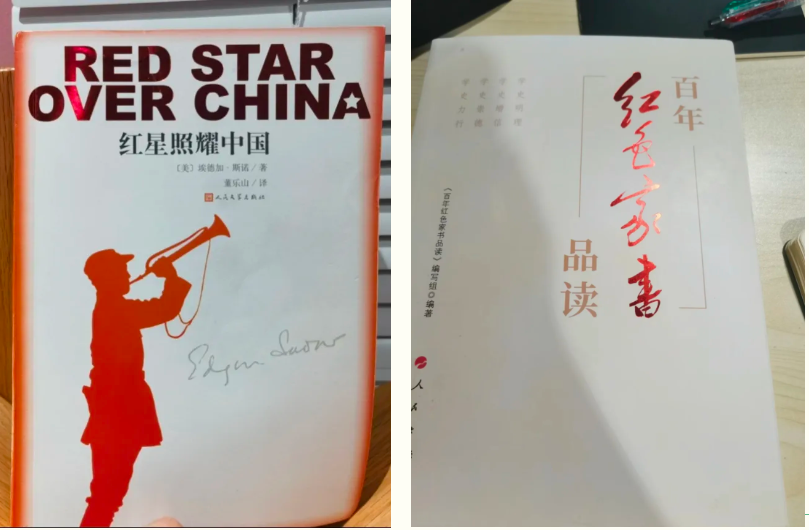 RED STAR
OVER CHINA
红星照耀中国
〔美〕埃德加·斯诺/著
董乐山/译
人民文学出版社
Edgar Snow
百年
红色家书
品读
学史明理
学史增信
学史崇德
学史力行
《百年红色家书品读》编写组◎编著
人